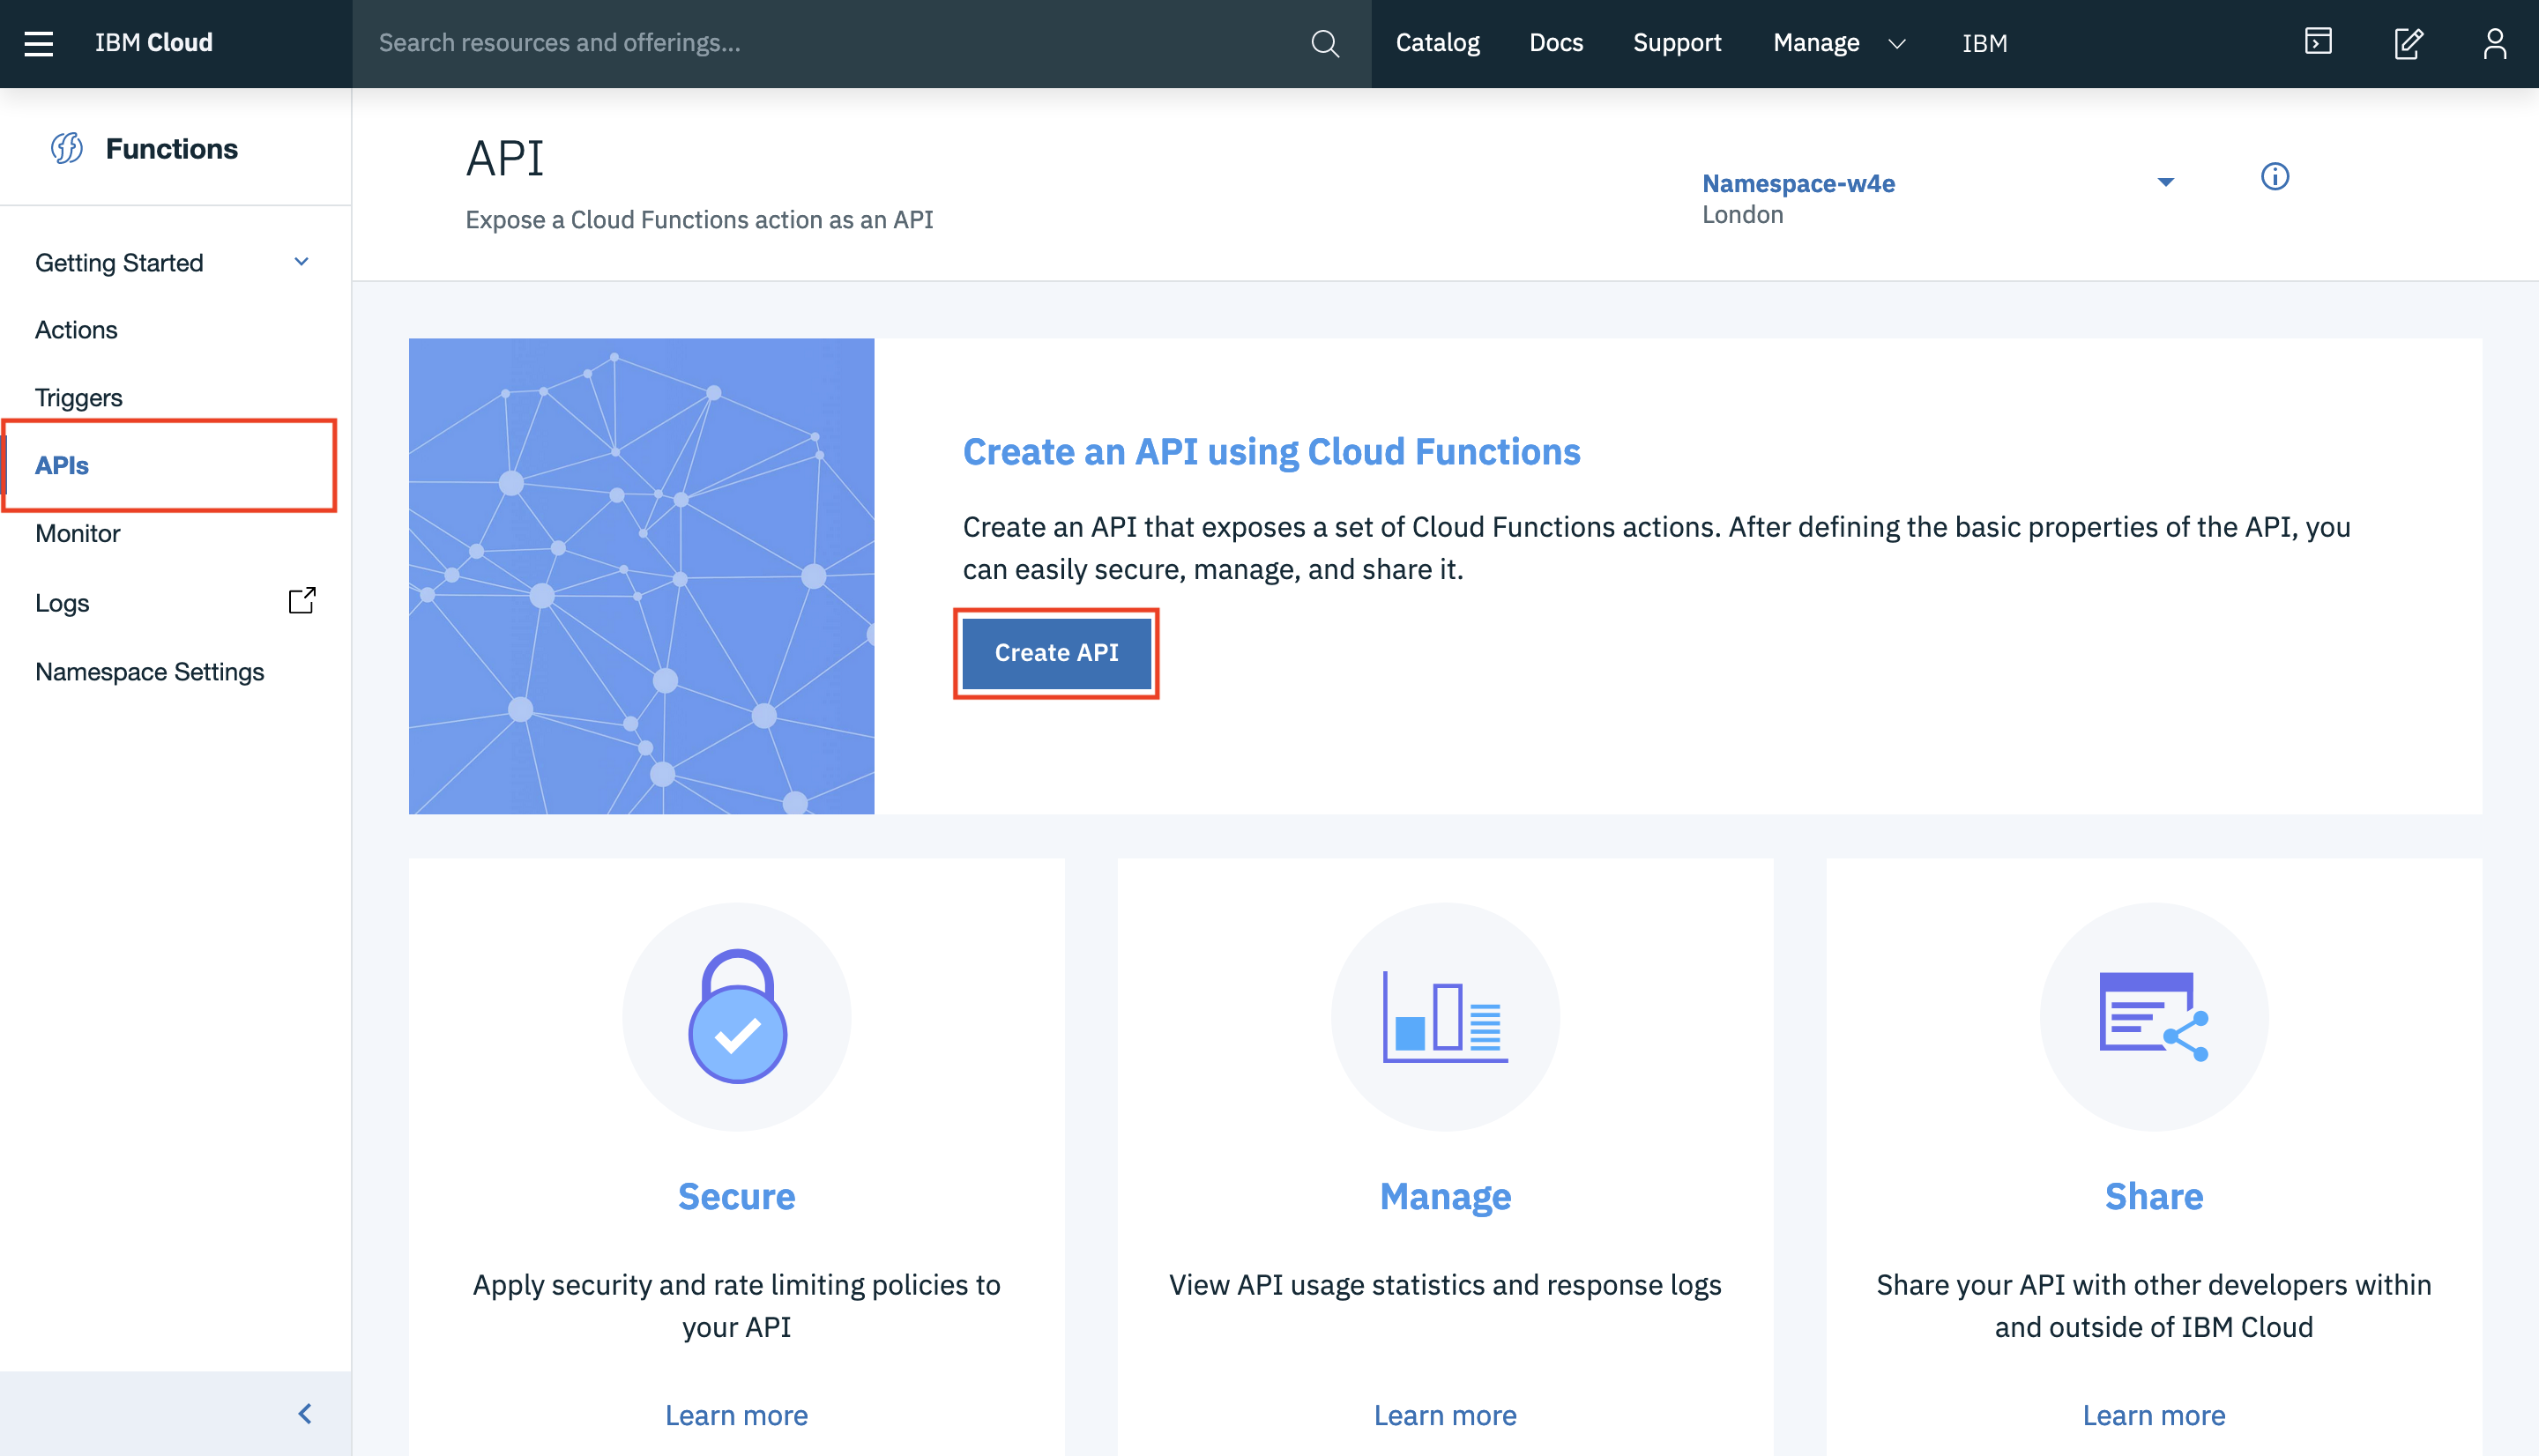 IBM Cloud
Search resources and offerings...
Catalog
Docs
Support
Manage
IBM
Functions
Getting Started
Actions
Triggers
APIs
Monitor
Logs
Namespace Settings
API
Expose a Cloud Functions action as an API
Namespace-w4e
London
Create an API using Cloud Functions
Create an API that exposes a set of Cloud Functions actions. After defining the basic properties of the API, you
can easily secure, manage, and share it.
Create API
Secure
Apply security and rate limiting policies to
your API
Learn more
Manage
View API usage statistics and response logs
Learn more
Share
Share your API with other developers within
and outside of IBM Cloud
Learn more